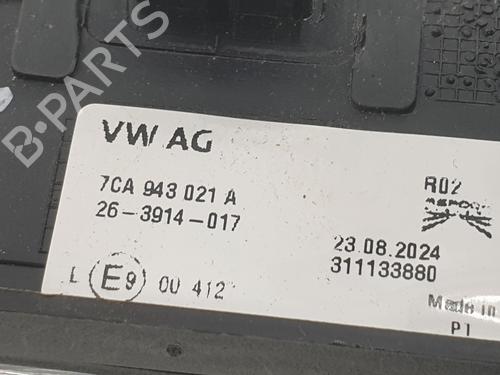 B-PARTS
VW AG
7CA 943 021 A
26-3914-017
R02
23.08.2024
311133880
L E9 00 412
Made in